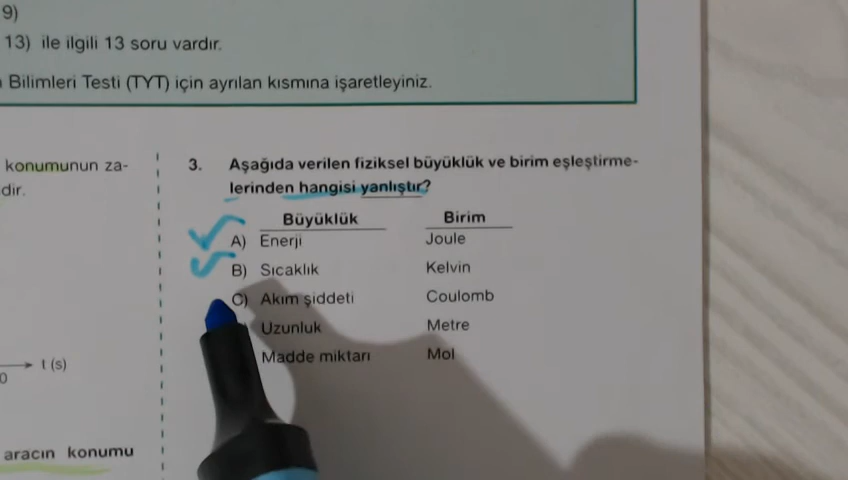 9)
13) ile ilgili 13 soru vardır.
Bilimleri Testi (TYT) için ayrılan kısmına işaretleyiniz.
konumunun za-
dir.
t (s)
0
aracın konumu
3. Aşağıda verilen fiziksel büyüklük ve birim eşleştirme-
lerinden hangisi yanlıştır?
Büyüklük Birim
A) Enerji Joule
B) Sıcaklık Kelvin
C) Akım şiddeti Coulomb
Uzunluk Metre
Madde miktarı Mol